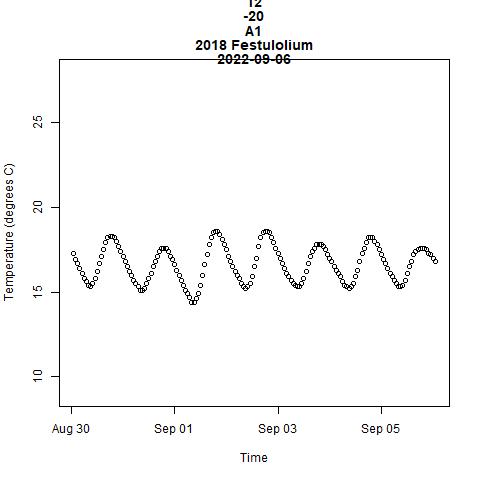 T2
-20
A1
2018 Festulolium
2022-09-06
Temperature (degrees C)
25
20
15
10
Aug 30
Sep 01
Sep 03
Sep 05
Time